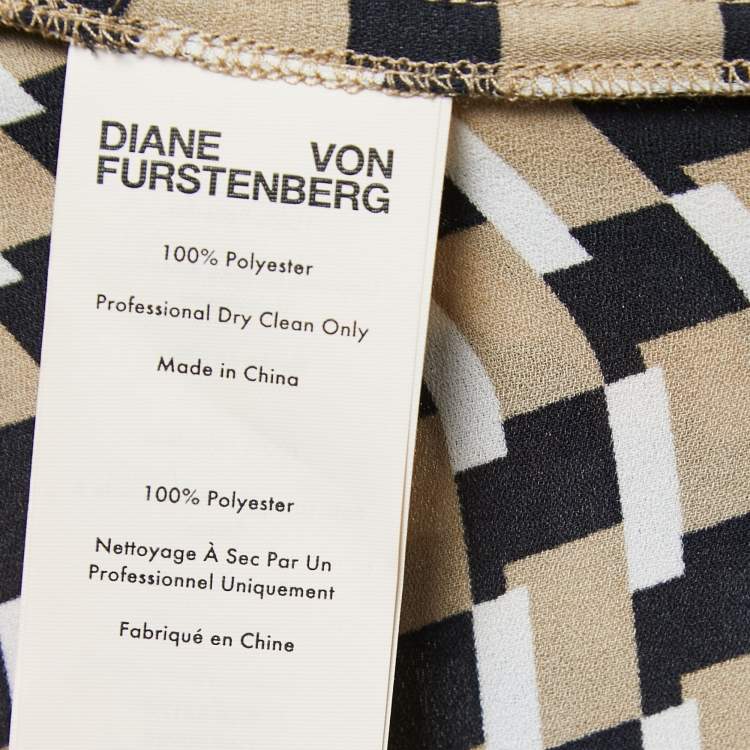 DIANE VON
FURSTENBERG
100% Polyester
Professional Dry Clean Only
Made in China
100% Polyester
Nettoyage À Sec Par Un
Professionnel Uniquement
Fabriqué en Chine